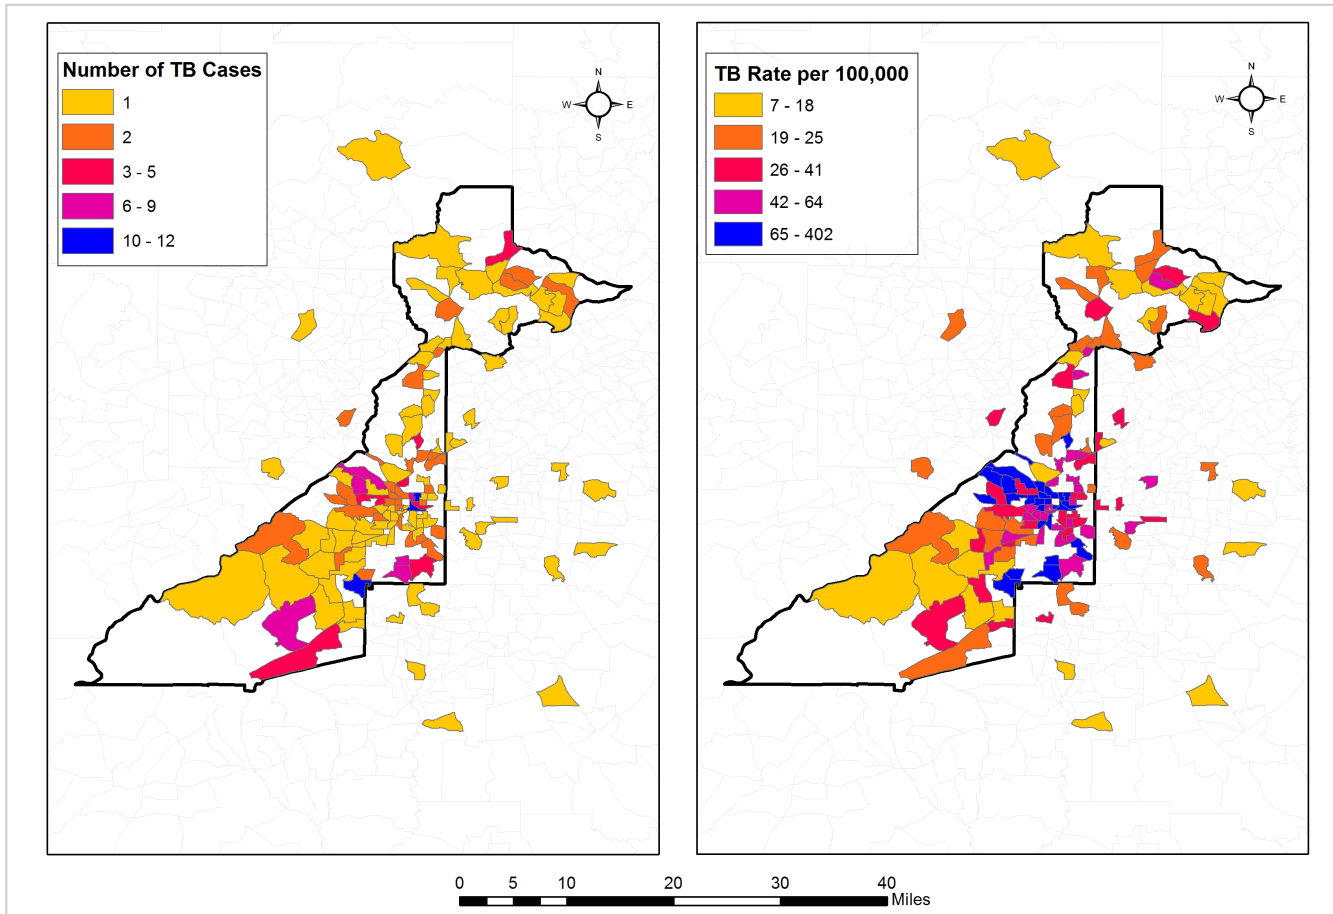 Number of TB Cases
1
2
3 - 5
6 - 9
10 - 12
N
W E
S
TB Rate per 100,000
7 - 18
19 - 25
26 - 41
42 - 64
65 - 402
N
W E
S
0 5 10 20 30 40
Miles